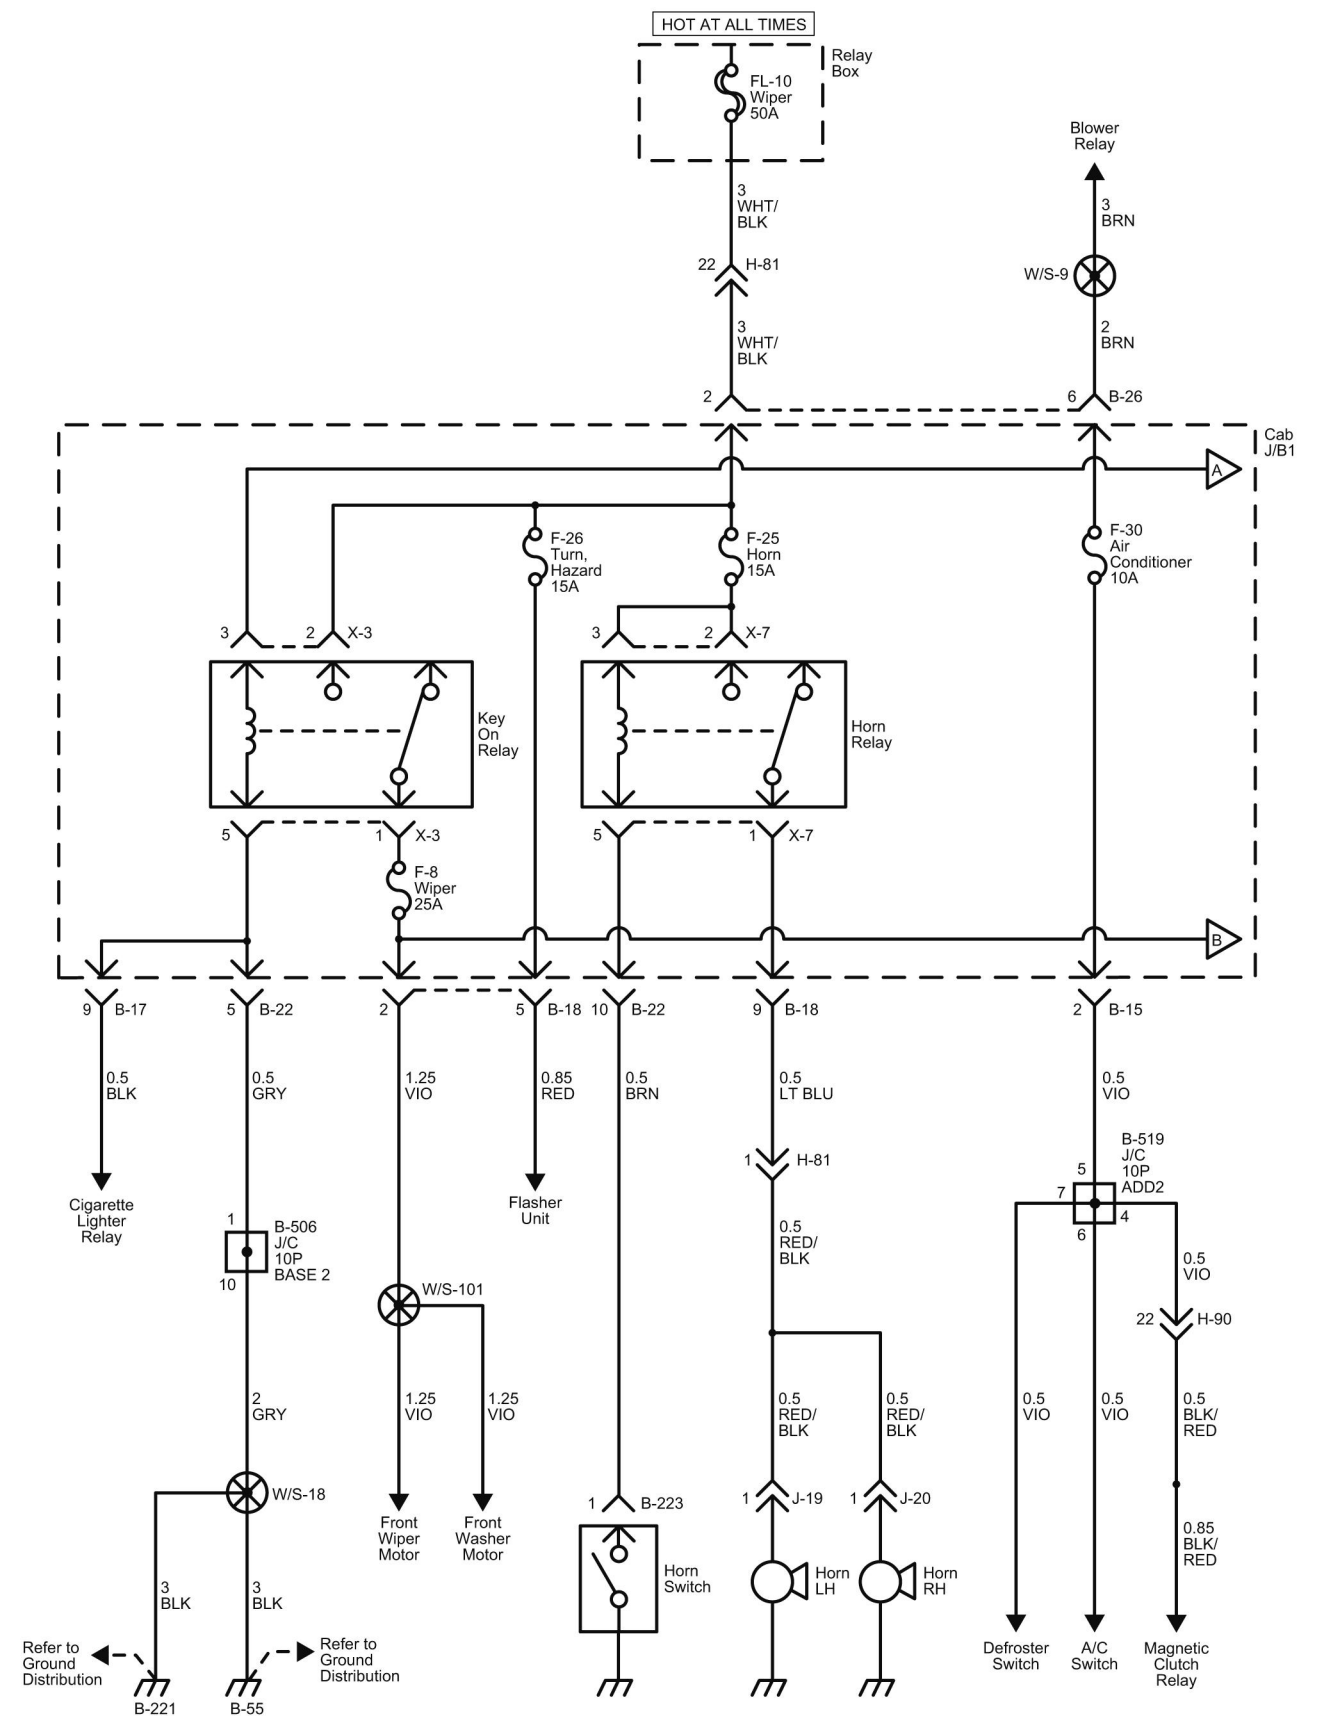 HOT AT ALL TIMES
Relay
Box
FL-10
Wiper
50A
Blower
Relay
3
WHT/
BLK
3
BRN
22
H-81
W/S-9
3
WHT/
BLK
2
BRN
2
6
B-26
Cab
J/B1
A
F-26
Turn,
Hazard
15A
F-25
Horn
15A
F-30
Air
Conditioner
10A
3
2
X-3
3
2
X-7
Key
On
Relay
Horn
Relay
5
1
X-3
5
1
X-7
F-8
Wiper
25A
B
9
B-17
5
B-22
2
5
B-18
10
B-22
9
B-18
2
B-15
0.5
BLK
0.5
GRY
1.25
VIO
0.85
RED
0.5
BRN
0.5
LT BLU
0.5
VIO
Cigarette
Lighter
Relay
Flasher
Unit
1
H-81
B-519
J/C
10P
ADD2
5
7
4
6
1
B-506
J/C
10P
BASE 2
10
0.5
RED/
BLK
0.5
VIO
W/S-101
22
H-90
2
GRY
1.25
VIO
1.25
VIO
0.5
RED/
BLK
0.5
RED/
BLK
0.5
VIO
0.5
VIO
0.5
BLK/
RED
W/S-18
1
B-223
1
J-19
1
J-20
Front
Wiper
Motor
Front
Washer
Motor
0.85
BLK/
RED
Horn
Switch
Horn
LH
Horn
RH
3
BLK
3
BLK
Refer to
Ground
Distribution
Refer to
Ground
Distribution
Defroster
Switch
A/C
Switch
Magnetic
Clutch
Relay
B-221
B-55